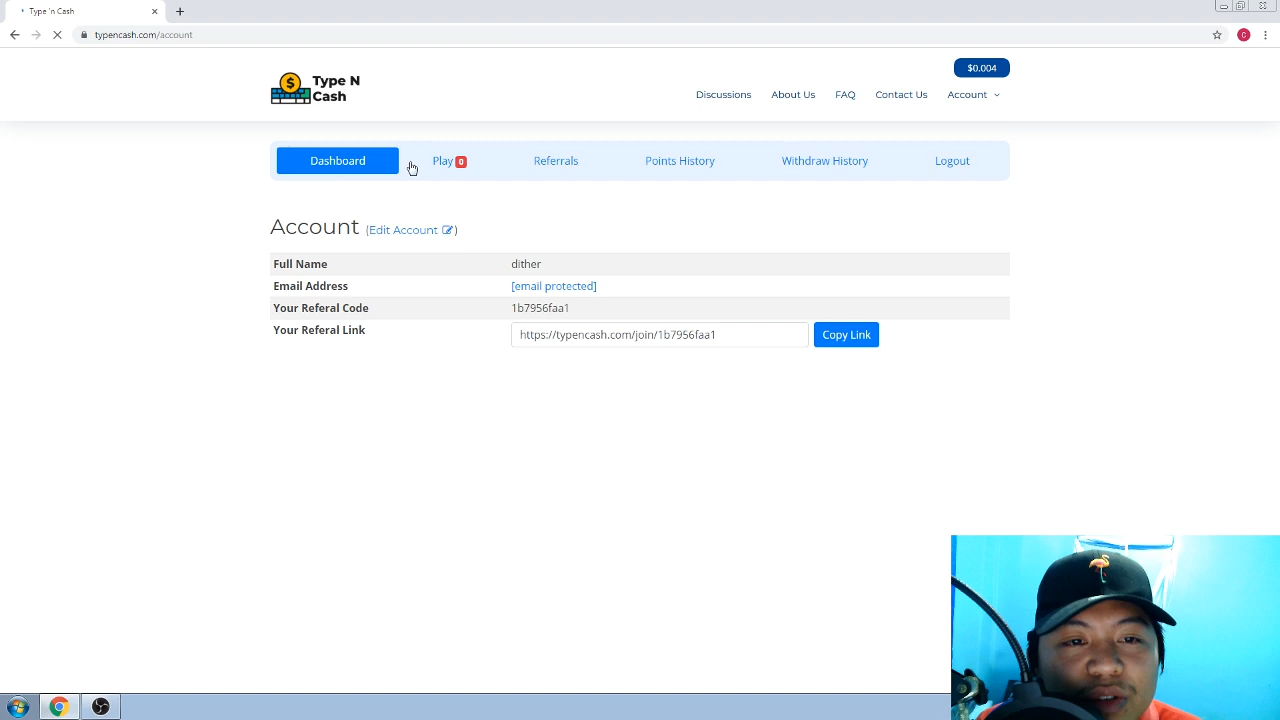 Type 'n Cash
typencash.com/account
C
$0.004
Type N
Cash
$
Discussions About Us FAQ Contact Us Account
Dashboard Play 0 Referrals Points History Withdraw History Logout
Account (Edit Account)
Full Name dither
Email Address [email protected]
Your Referal Code 1b7956faa1
Your Referal Link https://typencash.com/join/1b7956faa1 Copy Link